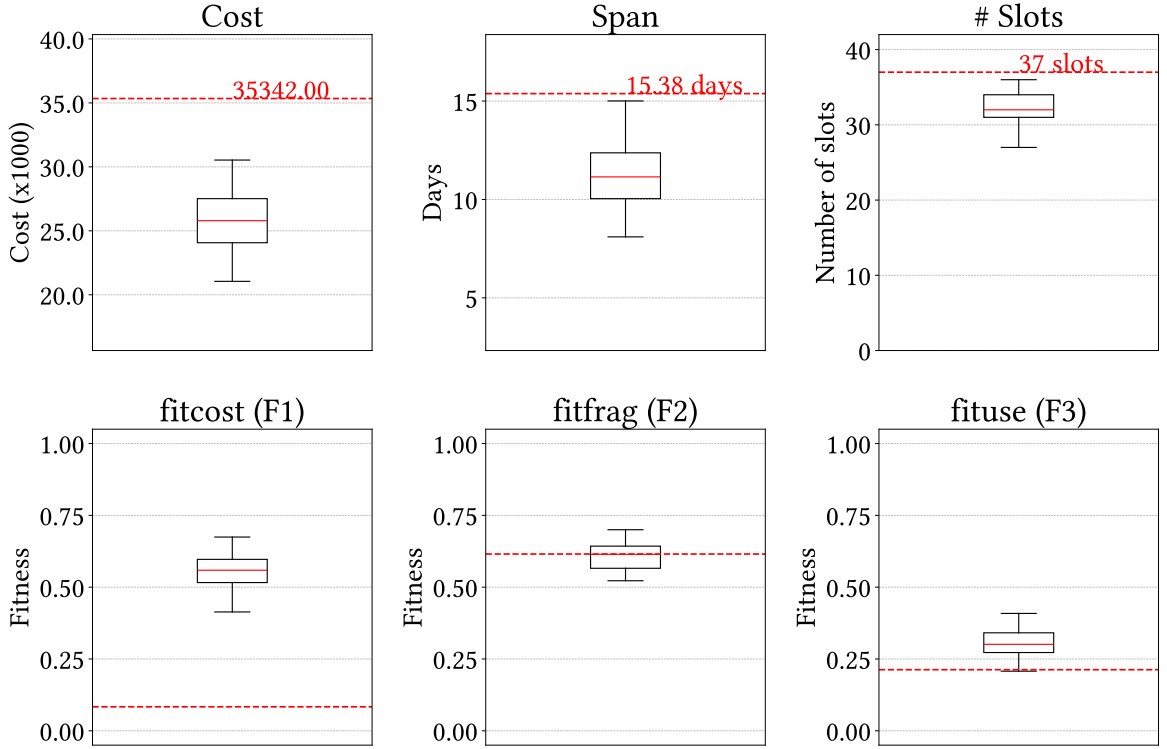 Cost
Span
# Slots
40.0
35.0
30.0
25.0
20.0
Cost (x1000)
35342.00
15
10
5
Days
15.38 days
40
30
20
10
0
Number of slots
37 slots
fitcost (F1)
fitfrag (F2)
fituse (F3)
1.00
0.75
0.50
0.25
0.00
Fitness
1.00
0.75
0.50
0.25
0.00
Fitness
1.00
0.75
0.50
0.25
0.00
Fitness